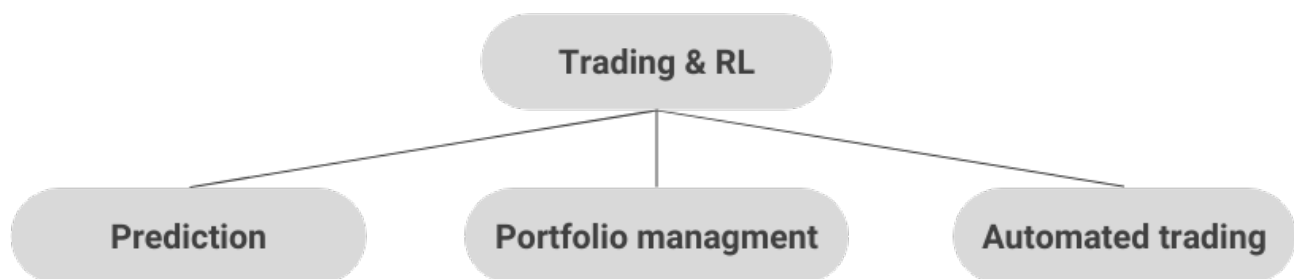 Trading & RL
Prediction
Portfolio managment
Automated trading